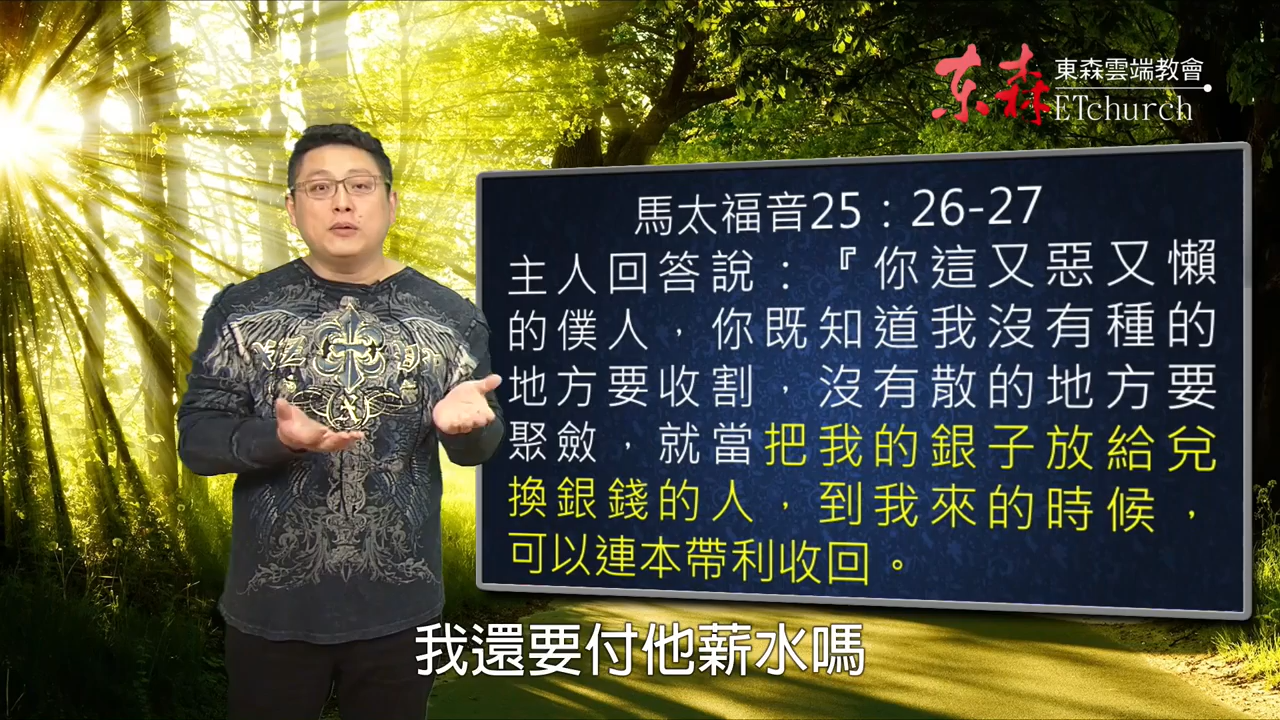 东森
東森雲端教會
ETchurch
馬太福音25：26-27
主人回答說：『你這又惡又懶
的僕人，你既知道我沒有種的
地方要收割，沒有散的地方要
聚斂，就當把我的銀子放給兌
換銀錢的人，到我來的時候，
可以連本帶利收回。
我還要付他薪水嗎